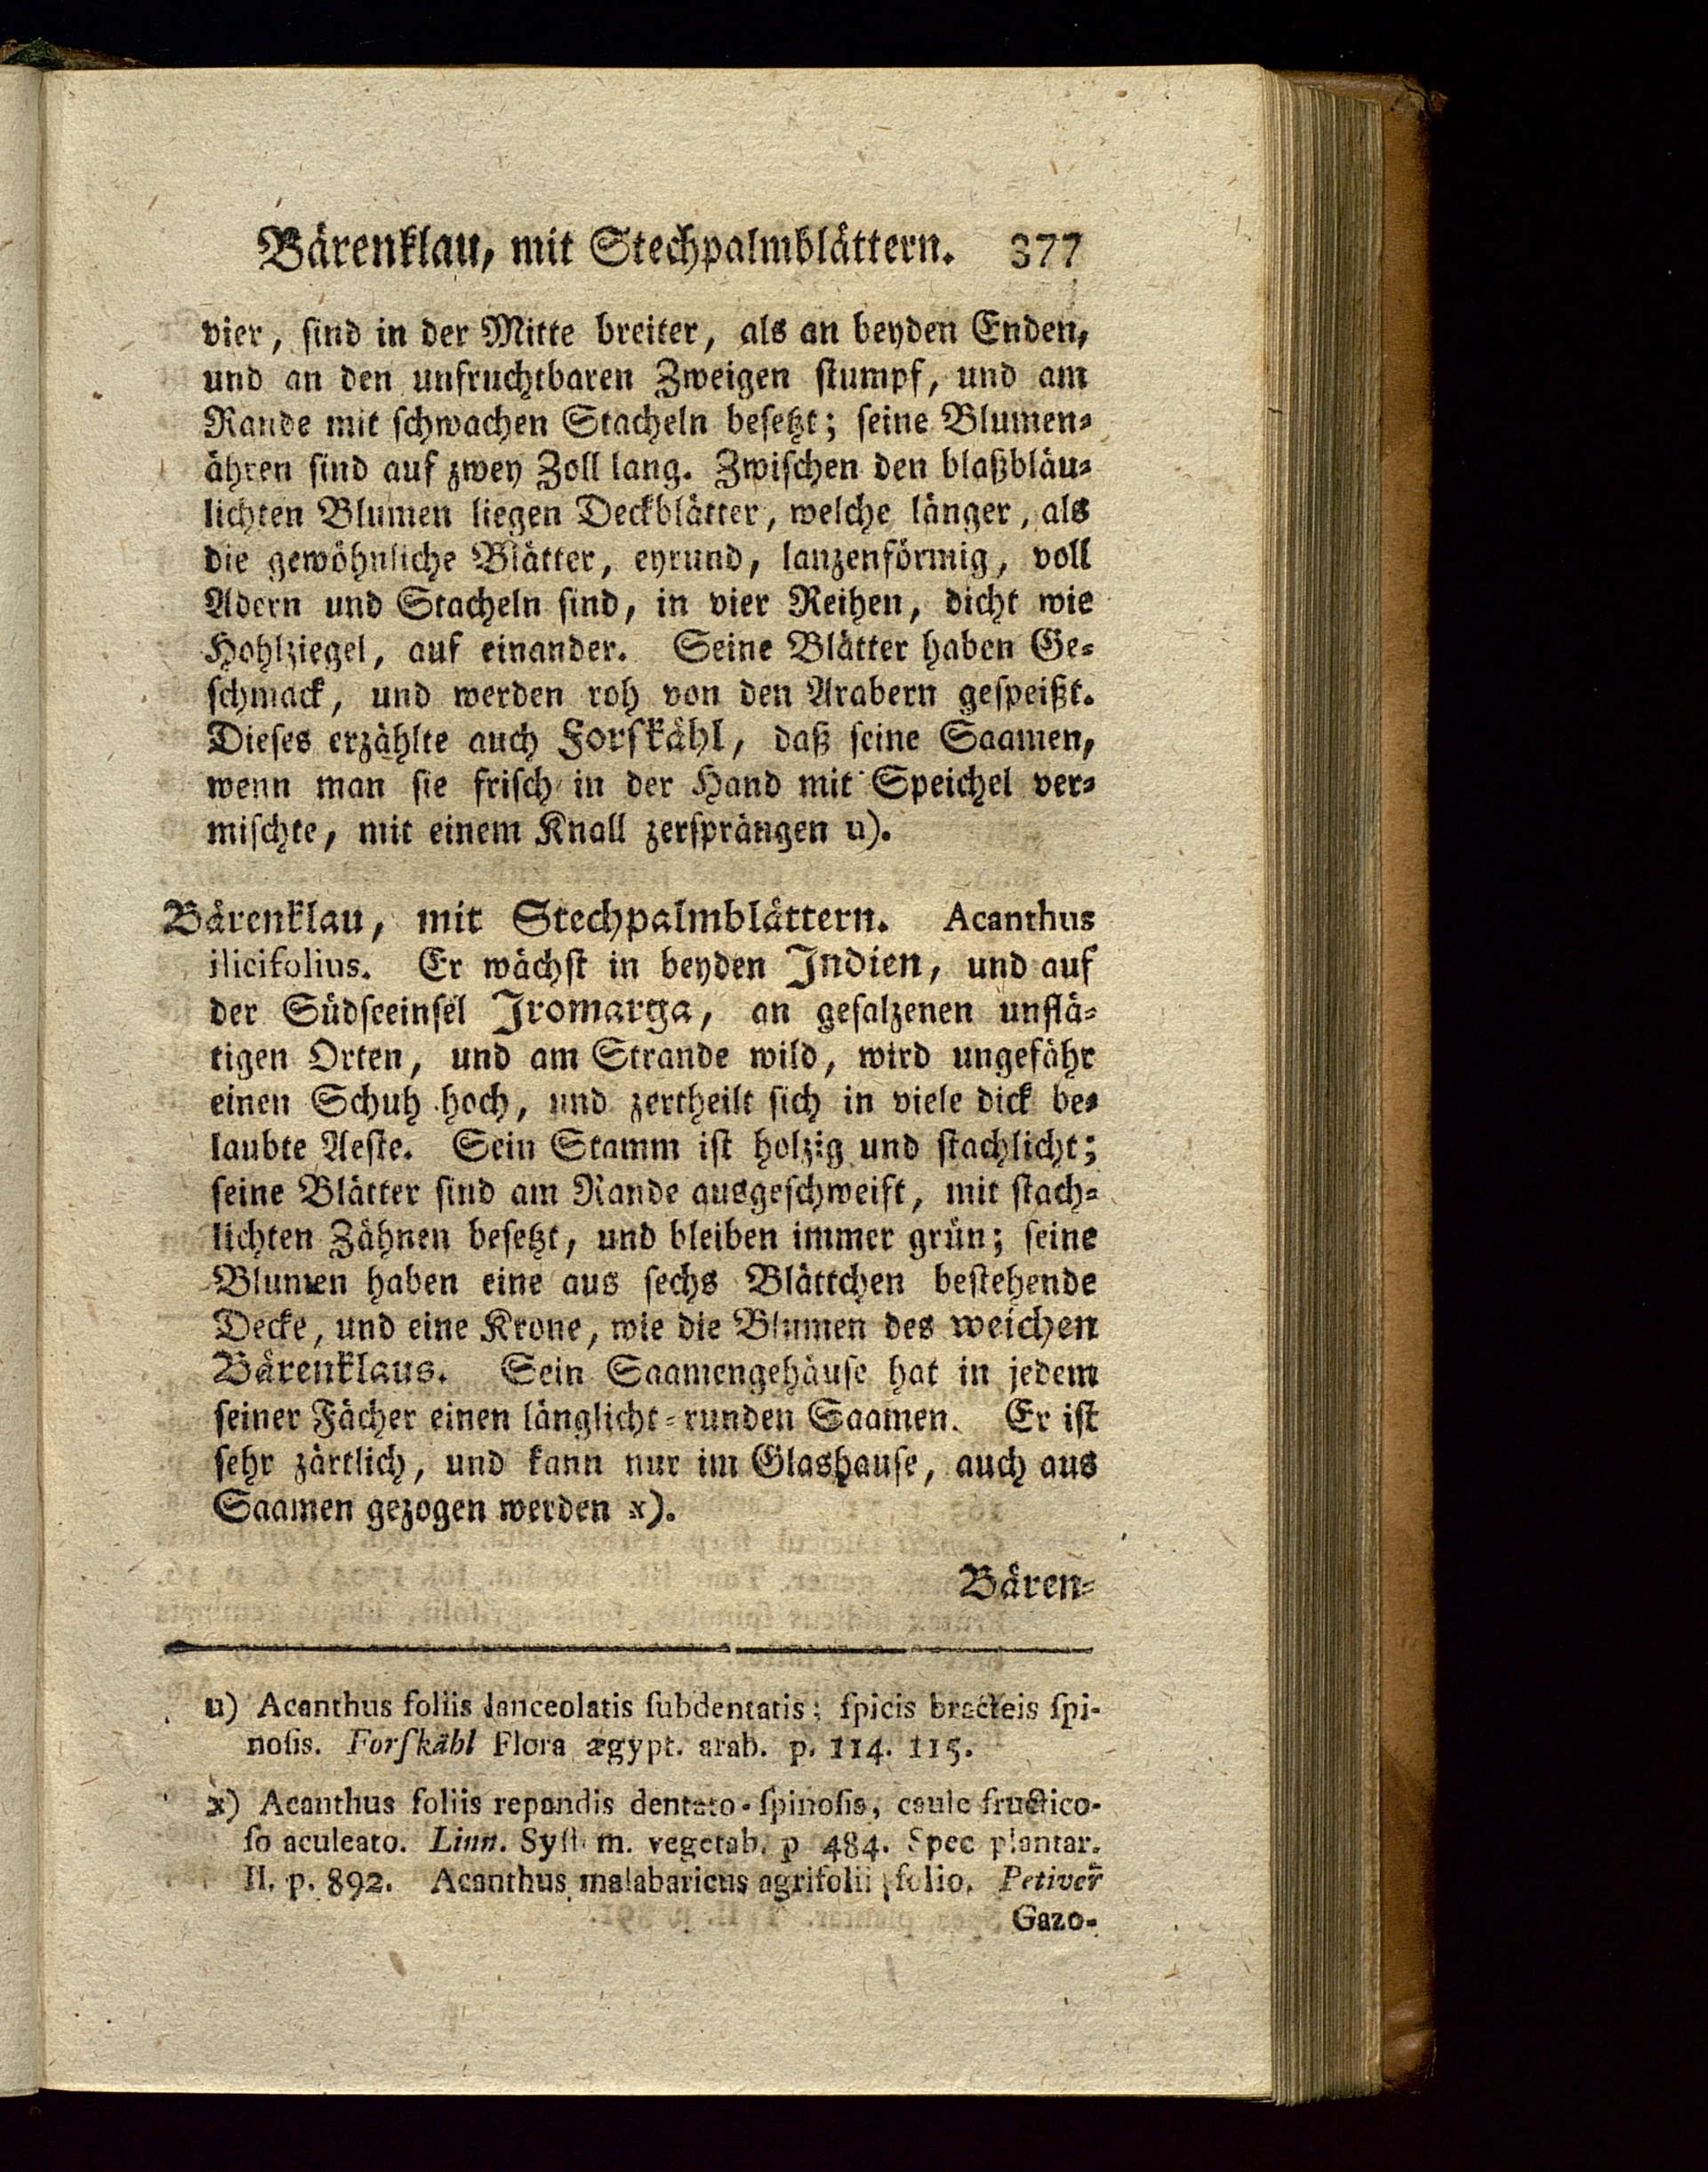 Bärenklau, mit Stechpalmblättern. 377
vier, sind in der Mitte breiter, als an beyden Enden,
und an den unfruchtbaren Zweigen stumpf, und am
Rande mit schwachen Stacheln besetzt; seine Blumen=
ähren sind auf zwey Zoll lang. Zwischen den blaßbläu=
lichten Blumen liegen Deckblätter, welche länger, als
die gewöhnliche Blätter, eyrund, lanzenförmig, voll
Adern und Stacheln sind, in vier Reihen, dicht wie
Hohlziegel, auf einander. Seine Blätter haben Ge=
schmack, und werden roh von den Arabern gespeißt.
Dieses erzählte auch Forskähl, daß seine Saamen,
wenn man sie frisch in der Hand mit Speichel ver=
mischte, mit einem Knall zersprängen u).
Bärenklau, mit Stechpalmblättern. Acanthus
ilicifolius. Er wächst in beyden Indien, und auf
der Südseeinsel Iromarga, an gesalzenen unflä=
tigen Orten, und am Strande wild, wird ungefähr
einen Schuh hoch, und zertheilt sich in viele dick be=
laubte Aeste. Sein Stamm ist holzig und stachlicht;
seine Blätter sind am Rande ausgeschweift, mit stach=
lichten Zähnen besetzt, und bleiben immer grün; seine
Blumen haben eine aus sechs Blättchen bestehende
Decke, und eine Krone, wie die Blumen des weichen
Bärenklaus. Sein Saamengehäuse hat in jedem
seiner Fächer einen länglicht=runden Saamen. Er ist
sehr zärtlich, und kann nur im Glashause, auch aus
Saamen gezogen werden x).
Bären=
u) Acanthus foliis lanceolatis ſubdentatis; ſpicis bracteis ſpi-
noſis. Forſkähl Flora ægypt. arab. p. 114. 115.
x) Acanthus foliis repandis dentato-ſpinoſis, caule fructico-
ſo aculeato. Linn. Syſt. m. vegetab. p 484. Spec plantar.
II. p. 892. Acanthus malabaricus agrifolii folio. Petiver
Gazo-